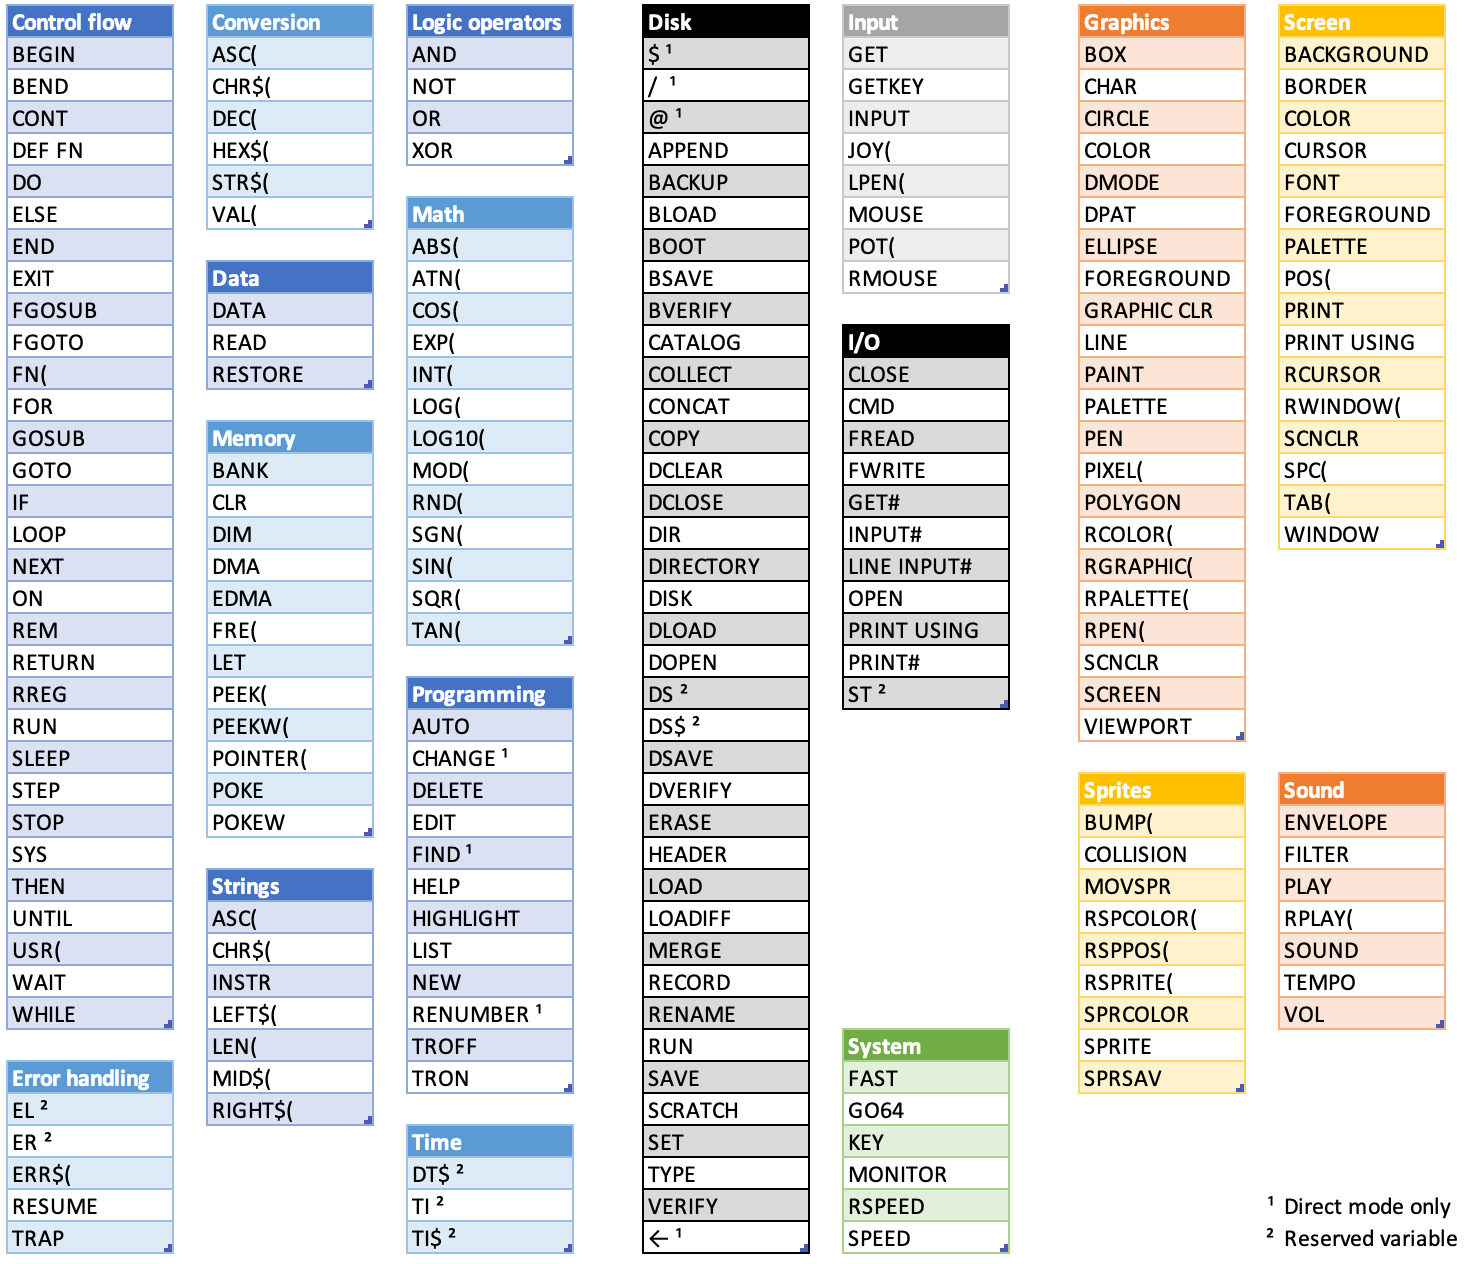 Control flow
BEGIN
BEND
CONT
DEF FN
DO
ELSE
END
EXIT
FGOSUB
FGOTO
FN(
FOR
GOSUB
GOTO
IF
LOOP
NEXT
ON
REM
RETURN
RREG
RUN
SLEEP
STEP
STOP
SYS
THEN
UNTIL
USR(
WAIT
WHILE
Error handling
EL ²
ER ²
ERR$(
RESUME
TRAP
Conversion
ASC(
CHR$(
DEC(
HEX$(
STR$(
VAL(
Data
DATA
READ
RESTORE
Memory
BANK
CLR
DIM
DMA
EDMA
FRE(
LET
PEEK(
PEEKW(
POINTER(
POKE
POKEW
Strings
ASC(
CHR$(
INSTR
LEFT$(
LEN(
MID$(
RIGHT$(
Logic operators
AND
NOT
OR
XOR
Math
ABS(
ATN(
COS(
EXP(
INT(
LOG(
LOG10(
MOD(
RND(
SGN(
SIN(
SQR(
TAN(
Programming
AUTO
CHANGE ¹
DELETE
EDIT
FIND ¹
HELP
HIGHLIGHT
LIST
NEW
RENUMBER ¹
TROFF
TRON
Time
DT$ ²
TI ²
TI$ ²
Disk
$ ¹
/ ¹
@ ¹
APPEND
BACKUP
BLOAD
BOOT
BSAVE
BVERIFY
CATALOG
COLLECT
CONCAT
COPY
DCLEAR
DCLOSE
DIR
DIRECTORY
DISK
DLOAD
DOPEN
DS ²
DS$ ²
DSAVE
DVERIFY
ERASE
HEADER
LOAD
LOADIFF
MERGE
RECORD
RENAME
RUN
SAVE
SCRATCH
SET
TYPE
VERIFY
← ¹
Input
GET
GETKEY
INPUT
JOY(
LPEN(
MOUSE
POT(
RMOUSE
I/O
CLOSE
CMD
FREAD
FWRITE
GET#
INPUT#
LINE INPUT#
OPEN
PRINT USING
PRINT#
ST ²
System
FAST
GO64
KEY
MONITOR
RSPEED
SPEED
Graphics
BOX
CHAR
CIRCLE
COLOR
DMODE
DPAT
ELLIPSE
FOREGROUND
GRAPHIC CLR
LINE
PAINT
PALETTE
PEN
PIXEL(
POLYGON
RCOLOR(
RGRAPHIC(
RPALETTE(
RPEN(
SCNCLR
SCREEN
VIEWPORT
Sprites
BUMP(
COLLISION
MOVSPR
RSPCOLOR(
RSPPOS(
RSPRITE(
SPRCOLOR
SPRITE
SPRSAV
Screen
BACKGROUND
BORDER
COLOR
CURSOR
FONT
FOREGROUND
PALETTE
POS(
PRINT
PRINT USING
RCURSOR
RWINDOW(
SCNCLR
SPC(
TAB(
WINDOW
Sound
ENVELOPE
FILTER
PLAY
RPLAY(
SOUND
TEMPO
VOL
¹ Direct mode only
² Reserved variable